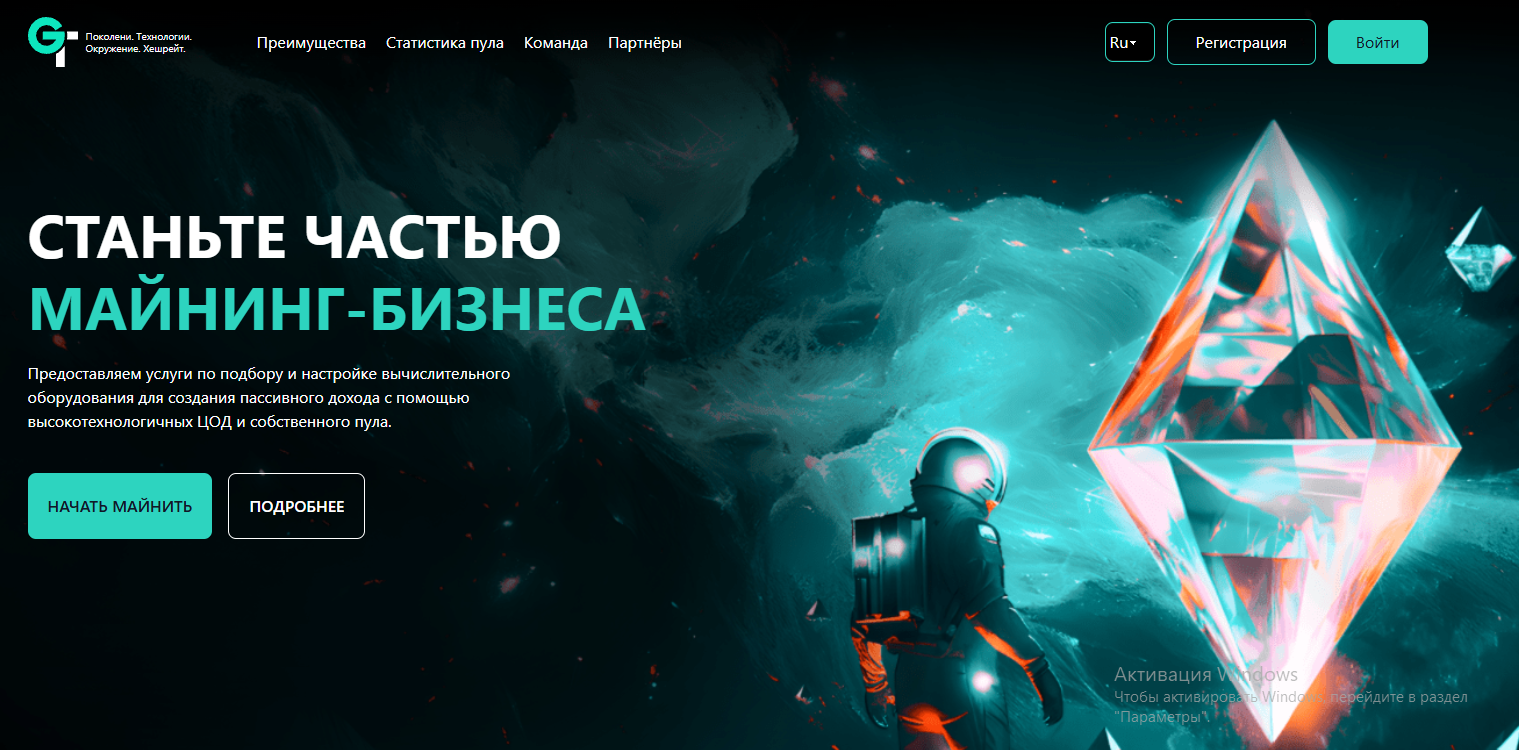 GT
Поколени. Технологии.
Окружение. Хешрейт.
Преимущества Статистика пула Команда Партнёры
Ru
Регистрация
Войти
СТАНЬТЕ ЧАСТЬЮ
МАЙНИНГ-БИЗНЕСА
Предоставляем услуги по подбору и настройке вычислительного
оборудования для создания пассивного дохода с помощью
высокотехнологичных ЦОД и собственного пула.
НАЧАТЬ МАЙНИТЬ
ПОДРОБНЕЕ
Активация Windows
Чтобы активировать Windows, перейдите в раздел
"Параметры".